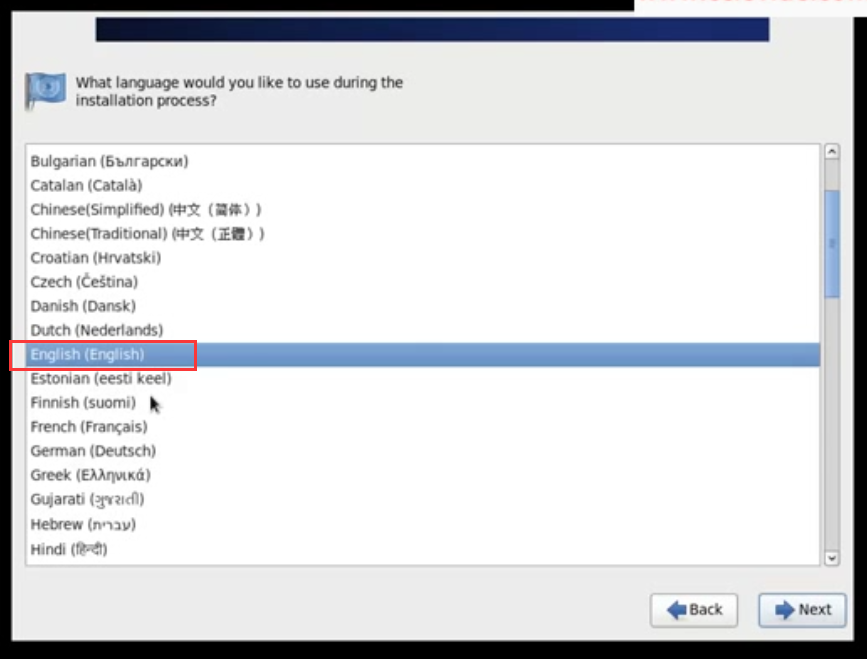 What language would you like to use during the
installation process?
Bulgarian (Български)
Catalan (Català)
Chinese(Simplified) (中文（简体）)
Chinese(Traditional) (中文（正體）)
Croatian (Hrvatski)
Czech (Čeština)
Danish (Dansk)
Dutch (Nederlands)
English (English)
Estonian (eesti keel)
Finnish (suomi)
French (Français)
German (Deutsch)
Greek (Ελληνικά)
Gujarati (ગુજરાતી)
Hebrew (עברית)
Hindi (हिन्दी)
Back
Next